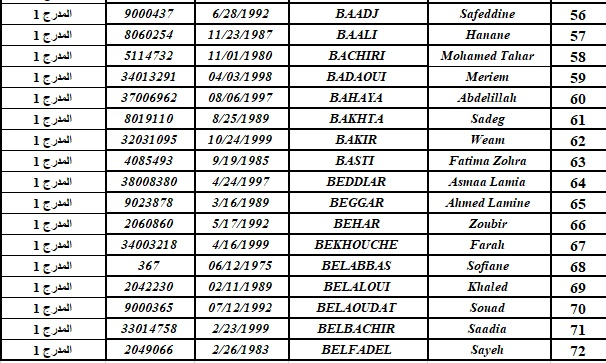 المدرج 1 9000437 6/28/1992 BAADJ Safeddine 56
المدرج 1 8060254 11/23/1987 BAALI Hanane 57
المدرج 1 5114732 11/01/1980 BACHIRI Mohamed Tahar 58
المدرج 1 34013291 04/03/1998 BADAOUI Meriem 59
المدرج 1 37006962 08/06/1997 BAHAYA Abdelillah 60
المدرج 1 8019110 8/25/1989 BAKHTA Sadeg 61
المدرج 1 32031095 10/24/1999 BAKIR Weam 62
المدرج 1 4085493 9/19/1985 BASTI Fatima Zohra 63
المدرج 1 38008380 4/24/1997 BEDDIAR Asmaa Lamia 64
المدرج 1 9023878 3/16/1989 BEGGAR Ahmed Lamine 65
المدرج 1 2060860 5/17/1992 BEHAR Zoubir 66
المدرج 1 34003218 4/16/1999 BEKHOUCHE Farah 67
المدرج 1 367 06/12/1975 BELABBAS Sofiane 68
المدرج 1 2042230 02/11/1989 BELALOUI Khaled 69
المدرج 1 9000365 07/12/1992 BELAOUDAT Souad 70
المدرج 1 33014758 2/23/1999 BELBACHIR Saadia 71
المدرج 1 2049066 2/26/1983 BELFADEL Sayeh 72